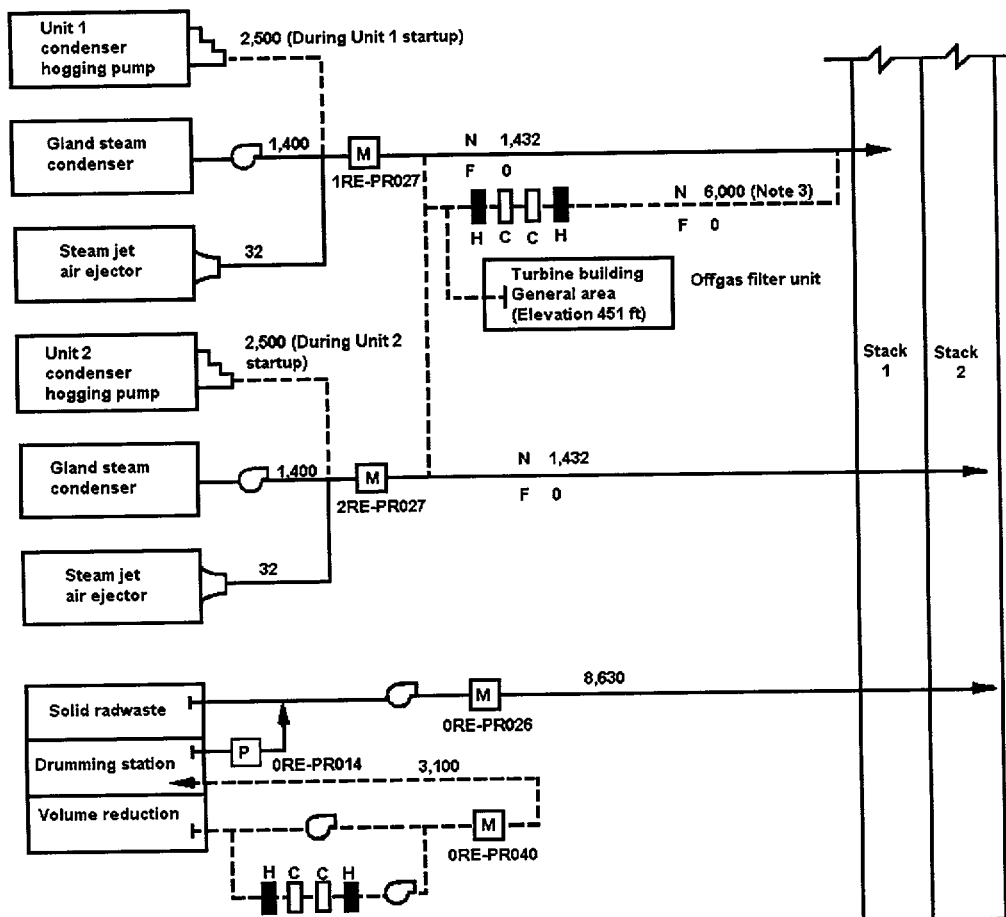 Unit 1
condenser
hogging pump
2,500 (During Unit 1 startup)
Gland steam
condenser
1,400
M
1RE-PR027
N 1,432
F 0
N 6,000 (Note 3)
F 0
H C C H
Steam jet
air ejector
32
Turbine building
General area
(Elevation 451 ft)
Offgas filter unit
Unit 2
condenser
hogging pump
2,500 (During Unit 2
startup)
Stack
1
Stack
2
Gland steam
condenser
1,400
M
2RE-PR027
N 1,432
F 0
Steam jet
air ejector
32
Solid radwaste
M
0RE-PR026
8,630
Drumming station
P
0RE-PR014
3,100
Volume reduction
M
0RE-PR040
H C C H